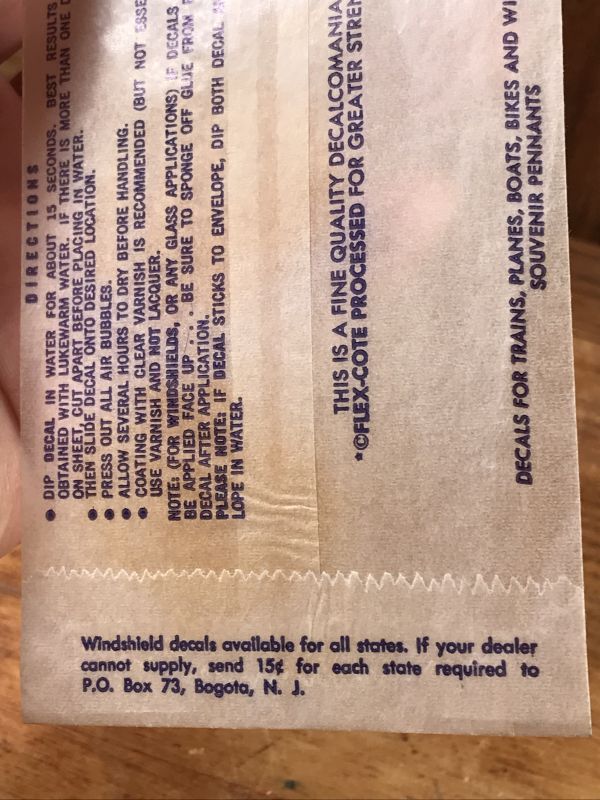 DIRECTIONS
● DIP DECAL IN WATER FOR ABOUT 15 SECONDS. BEST RESULTS
OBTAINED WITH LUKEWARM WATER. IF THERE IS MORE THAN ONE
ON SHEET, CUT APART BEFORE PLACING IN WATER.
● THEN SLIDE DECAL ONTO DESIRED LOCATION.
● PRESS OUT ALL AIR BUBBLES.
● ALLOW SEVERAL HOURS TO DRY BEFORE HANDLING.
● COATING WITH CLEAR VARNISH IS RECOMMENDED (BUT NOT
USE VARNISH AND NOT LACQUER.
NOTE: (FOR WINDSHIELDS, OR ANY GLASS APPLICATIONS) IF DECALS
BE APPLIED FACE UP . . . BE SURE TO SPONGE OFF GLUE FROM
DECAL AFTER APPLICATION.
PLEASE NOTE: IF DECAL STICKS TO ENVELOPE, DIP BOTH DECAL
LOPE IN WATER.
THIS IS A FINE QUALITY DECALCOMANIA
*©FLEX-COTE PROCESSED FOR GREATER
DECALS FOR TRAINS, PLANES, BOATS, BIKES AND
SOUVENIR PENNANTS
Windshield decals available for all states. If your dealer
cannot supply, send 15¢ for each state required to
P.O. Box 73, Bogota, N. J.